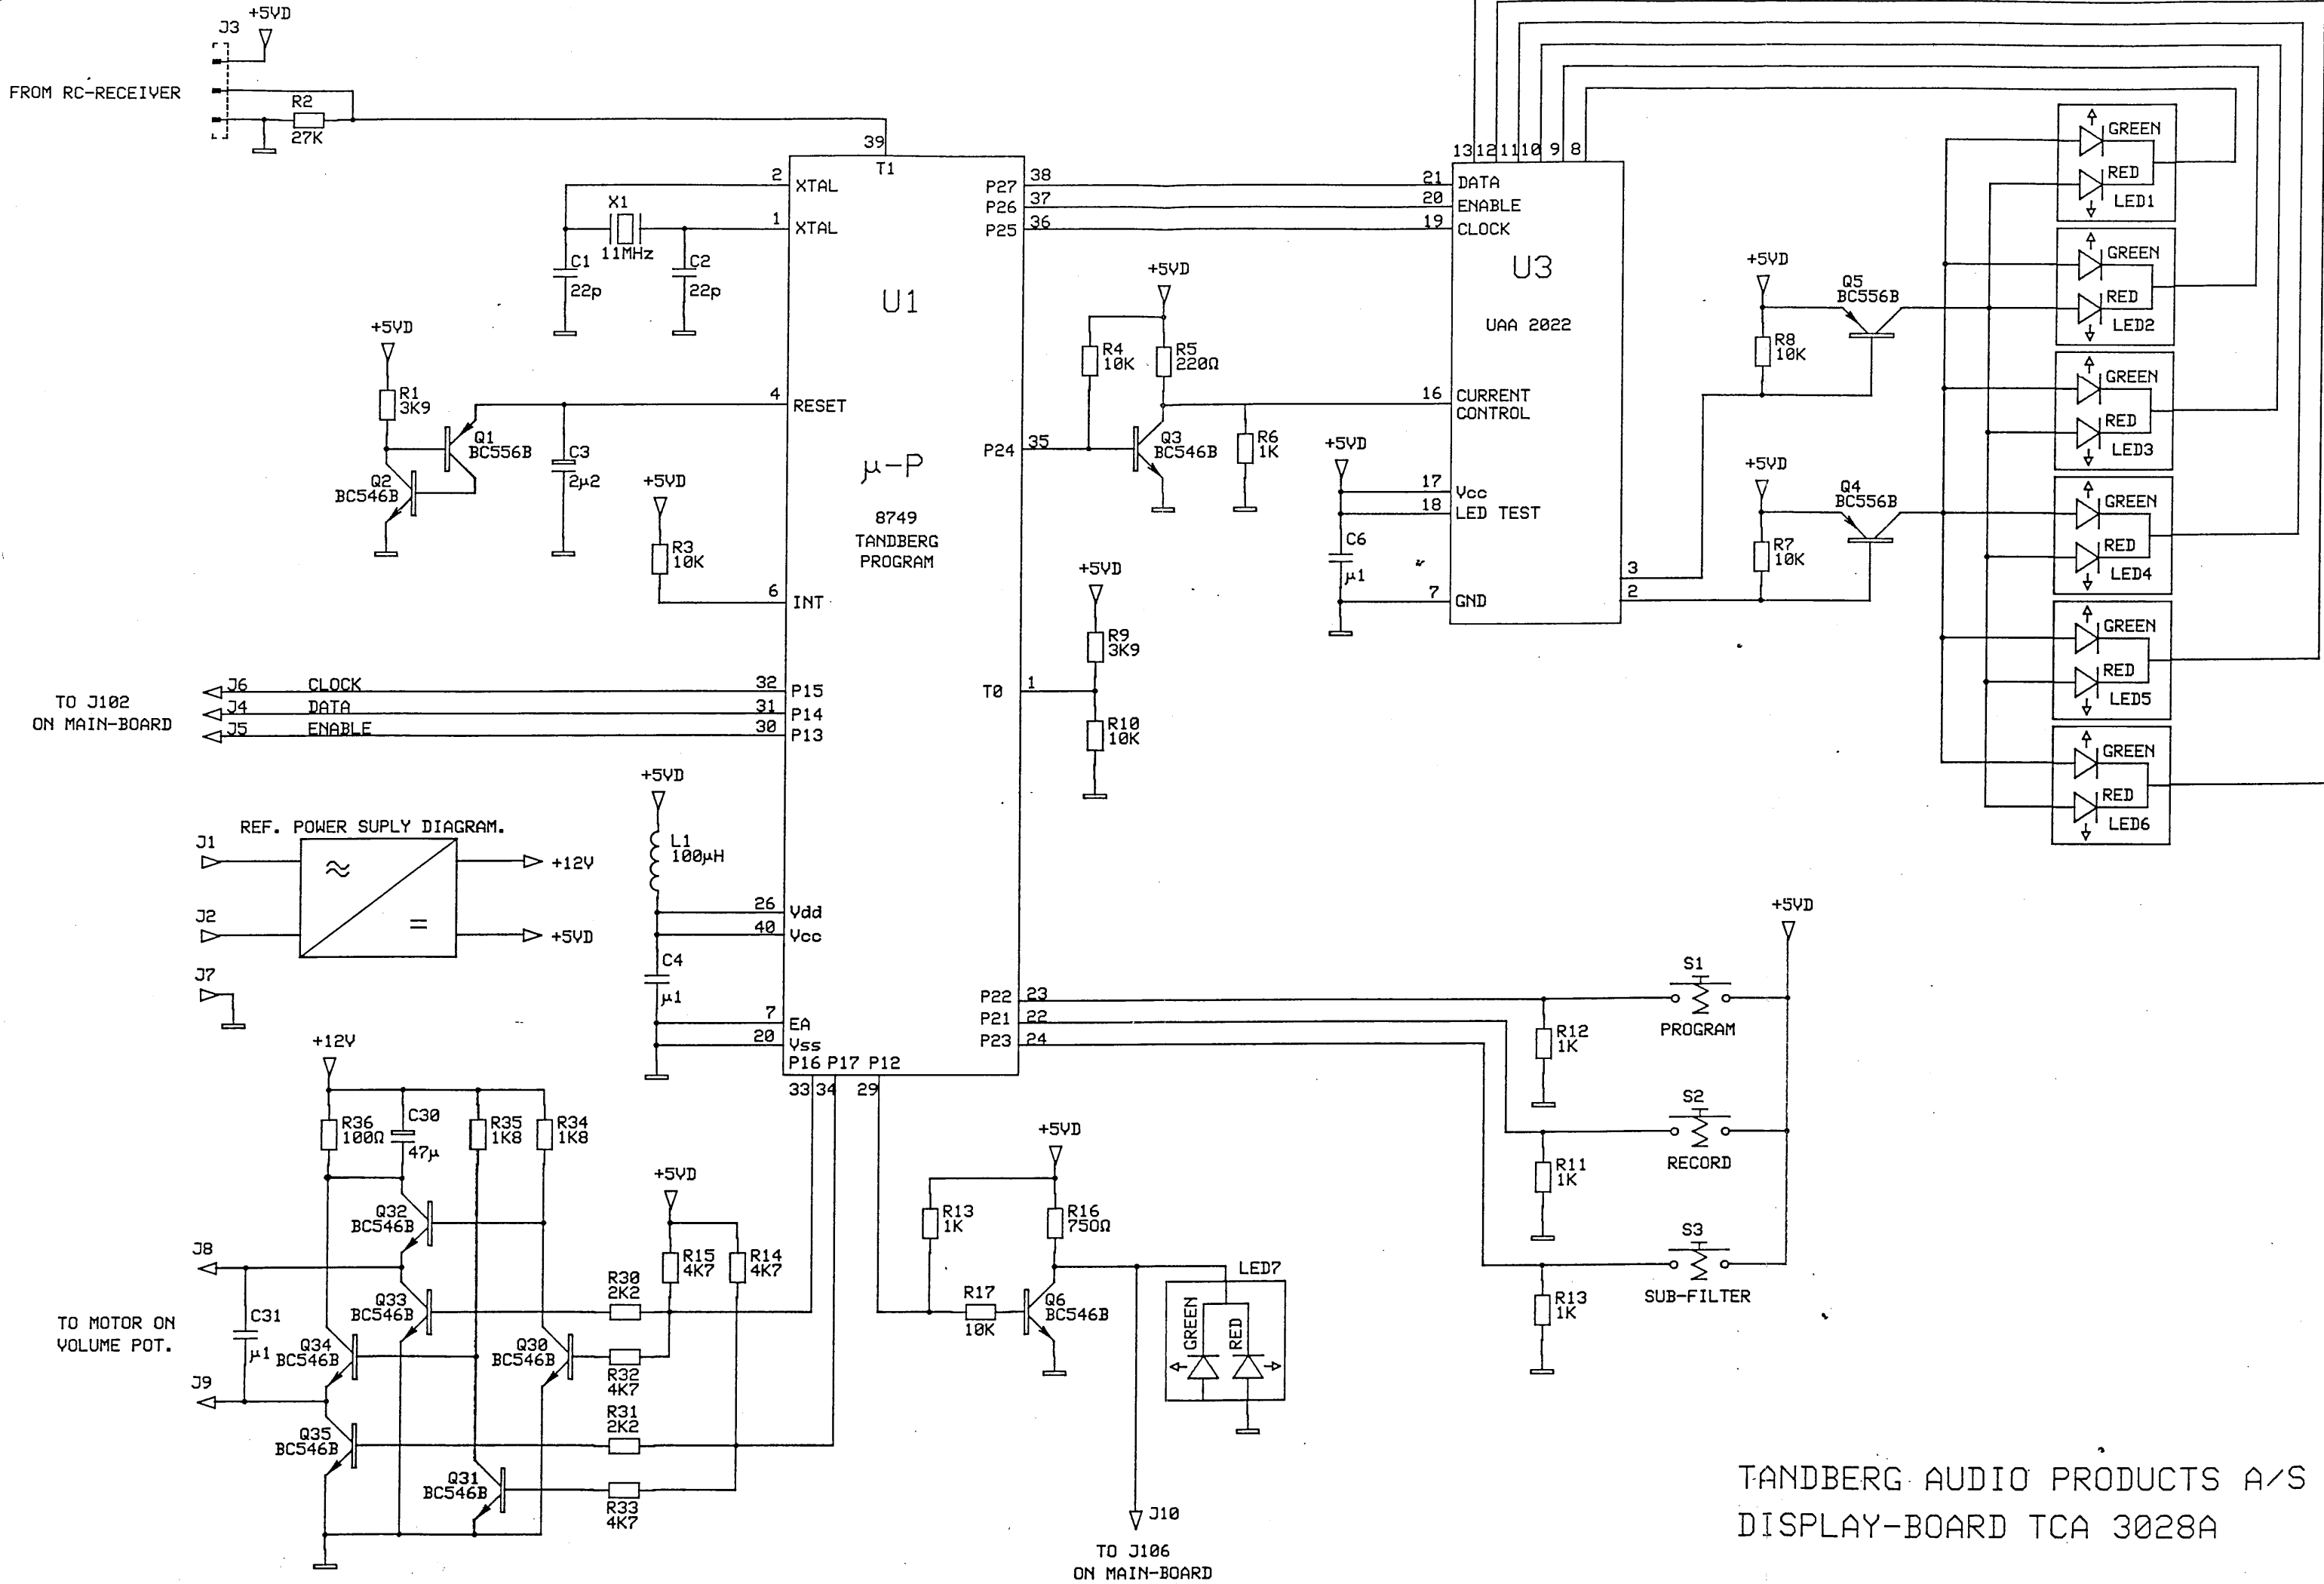 +5VD
J3
FROM RC-RECEIVER
R2
27K
39
T1
2
XTAL
X1
1
XTAL
11MHz
C1
22p
C2
22p
U1
+5VD
R1
3K9
4
RESET
Q1
BC556B
C3
2μ2
Q2
BC546B
μ-P
8749
TANDBERG
PROGRAM
+5VD
R3
10K
6
INT
TO J102
ON MAIN-BOARD
J6
CLOCK
32
P15
J4
DATA
31
P14
J5
ENABLE
30
P13
P27
38
P26
37
P25
36
+5VD
R4
10K
R5
220Ω
P24
35
Q3
BC546B
R6
1K
+5VD
R9
3K9
T0
1
R10
10K
13
12
11
10
9
8
21
DATA
20
ENABLE
19
CLOCK
U3
UAA 2022
16
CURRENT
CONTROL
+5VD
17
Vcc
18
LED TEST
C6
μ1
7
GND
3
2
+5VD
Q5
BC556B
R8
10K
+5VD
Q4
BC556B
R7
10K
GREEN
RED
LED1
GREEN
RED
LED2
GREEN
RED
LED3
GREEN
RED
LED4
GREEN
RED
LED5
GREEN
RED
LED6
REF. POWER SUPLY DIAGRAM.
J1
≈
+12V
J2
=
+5VD
J7
+5VD
L1
100μH
26
Vdd
40
Vcc
C4
μ1
7
EA
20
Vss
P16
P17
P12
33
34
29
P22
23
P21
22
P23
24
+5VD
S1
PROGRAM
R12
1K
S2
RECORD
R11
1K
S3
SUB-FILTER
R13
1K
+12V
R36
100Ω
C30
47μ
R35
1K8
R34
1K8
+5VD
Q32
BC546B
R15
4K7
R14
4K7
J8
R30
2K2
Q33
BC546B
TO MOTOR ON
VOLUME POT.
C31
μ1
Q34
BC546B
Q30
BC546B
R32
4K7
J9
R31
2K2
Q35
BC546B
Q31
BC546B
R33
4K7
+5VD
R13
1K
R16
750Ω
R17
10K
Q6
BC546B
LED7
GREEN
RED
J10
TO J106
ON MAIN-BOARD
TANDBERG AUDIO PRODUCTS A/S
DISPLAY-BOARD TCA 3028A